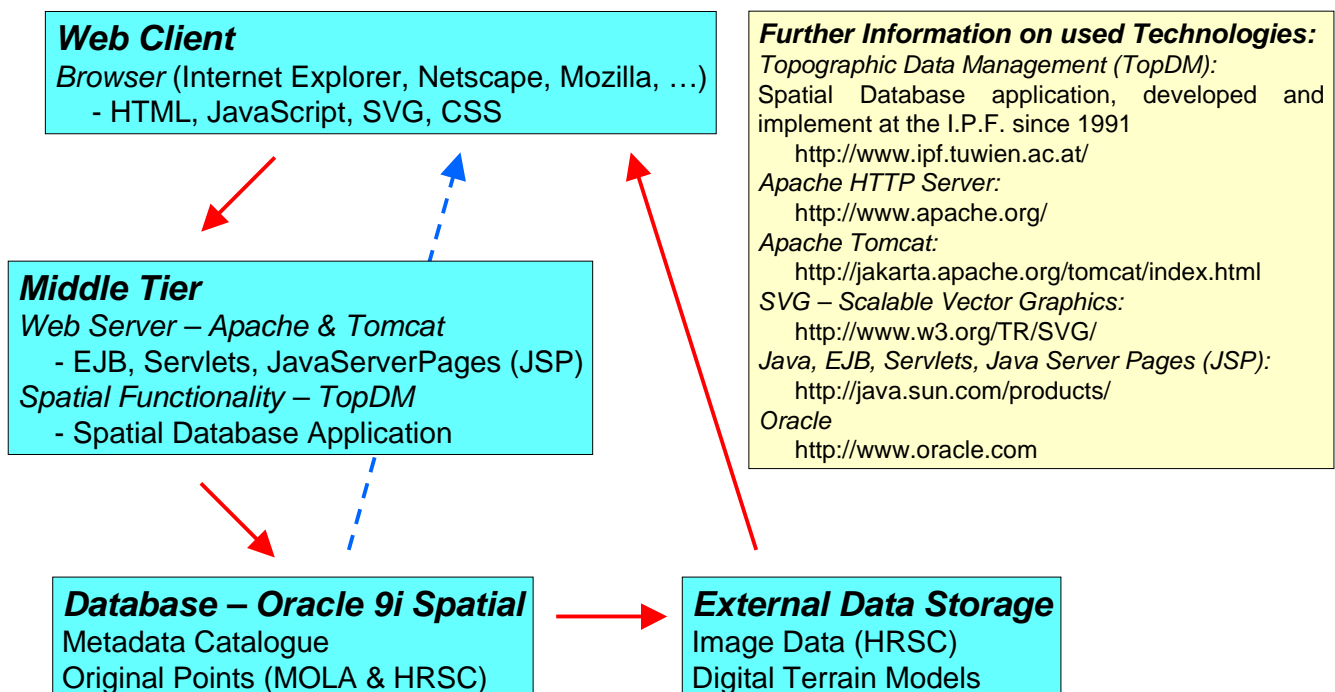 Web Client
Browser (Internet Explorer, Netscape, Mozilla, …)
- HTML, JavaScript, SVG, CSS
Further Information on used Technologies:
Topographic Data Management (TopDM):
Spatial Database application, developed and
implement at the I.P.F. since 1991
http://www.ipf.tuwien.ac.at/
Apache HTTP Server:
http://www.apache.org/
Apache Tomcat:
http://jakarta.apache.org/tomcat/index.html
SVG – Scalable Vector Graphics:
http://www.w3.org/TR/SVG/
Java, EJB, Servlets, Java Server Pages (JSP):
http://java.sun.com/products/
Oracle
http://www.oracle.com
Middle Tier
Web Server – Apache & Tomcat
- EJB, Servlets, JavaServerPages (JSP)
Spatial Functionality – TopDM
- Spatial Database Application
Database – Oracle 9i Spatial
Metadata Catalogue
Original Points (MOLA & HRSC)
External Data Storage
Image Data (HRSC)
Digital Terrain Models